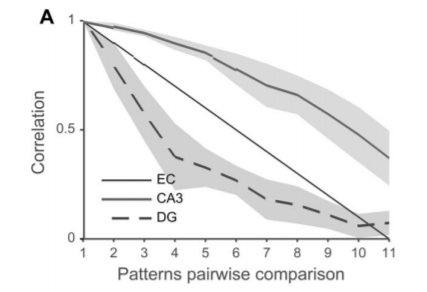 A
1
0.5
0
Correlation
EC
CA3
DG
1 2 3 4 5 6 7 8 9 10 11
Patterns pairwise comparison